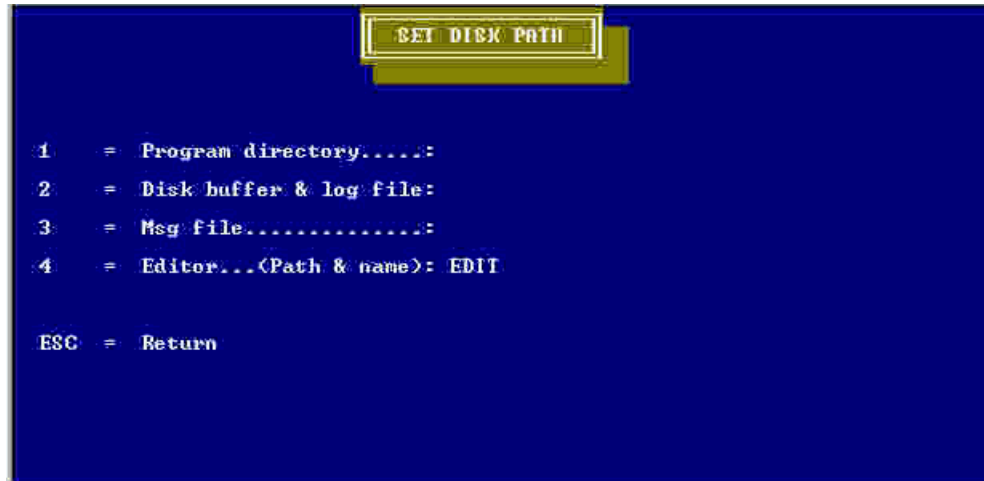 SET DISK PATH
1 = Program directory.....:
2 = Disk buffer & log file:
3 = Msg file..............:
4 = Editor...(Path & name): EDIT
ESC = Return